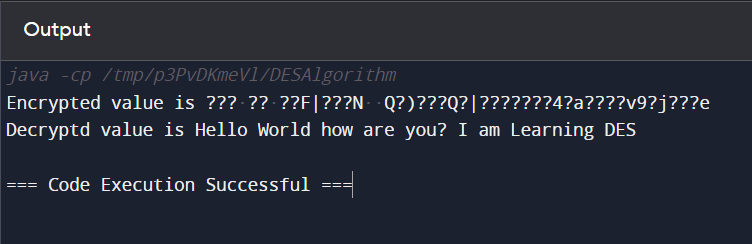 Output
java -cp /tmp/p3PvDKmeVl/DESAlgorithm
Encrypted value is ??? ?? ??F|???N  Q?)???Q?|???????4?a????v9?j???e
Decryptd value is Hello World how are you? I am Learning DES
=== Code Execution Successful ===